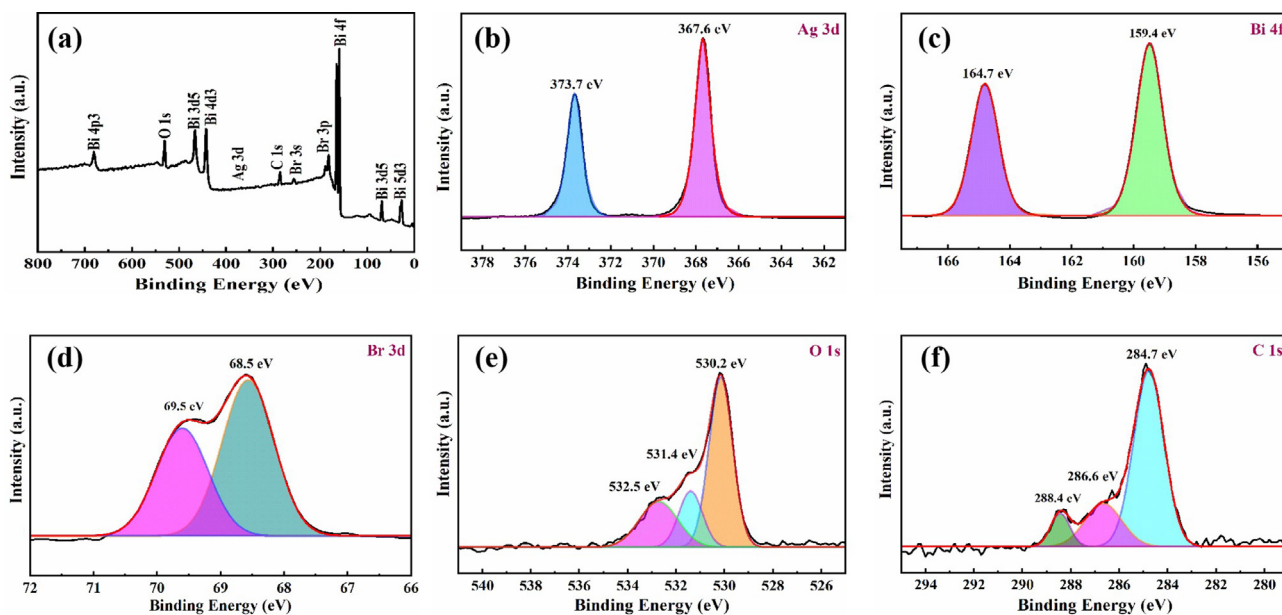 (a)
Bi 4p3
O 1s
Bi 3d5
Bi 4d3
Ag 3d
C 1s
Br 3s
Br 3p
Bi 4f
Bi 3d5
Bi 5d3
Intensity (a.u.)
800 700 600 500 400 300 200 100 0
Binding Energy (eV)
(b)
Ag 3d
367.6 cV
373.7 eV
Intensity (a.u.)
378 376 374 372 370 368 366 364 362
Binding Energy (eV)
(c)
Bi 4f
159.4 eV
164.7 eV
Intensity (a.u.)
166 164 162 160 158 156
Binding Energy (eV)
(d)
Br 3d
68.5 eV
69.5 cV
Intensity (a.u.)
72 71 70 69 68 67 66
Binding Energy (eV)
(e)
O 1s
530.2 eV
531.4 eV
532.5 eV
Intensity (a.u.)
540 538 536 534 532 530 528 526
Binding Energy (eV)
(f)
C 1s
284.7 eV
286.6 eV
288.4 eV
Intensity (a.u.)
294 292 290 288 286 284 282 280
Binding Energy (eV)